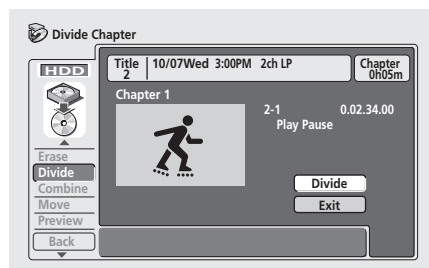 Divide Chapter
HDD
Title 2
10/07Wed 3:00PM 2ch LP
Chapter 0h05m
Chapter 1
2-1 0.02.34.00
Play Pause
Erase
Divide
Combine
Move
Preview
Back
Divide
Exit